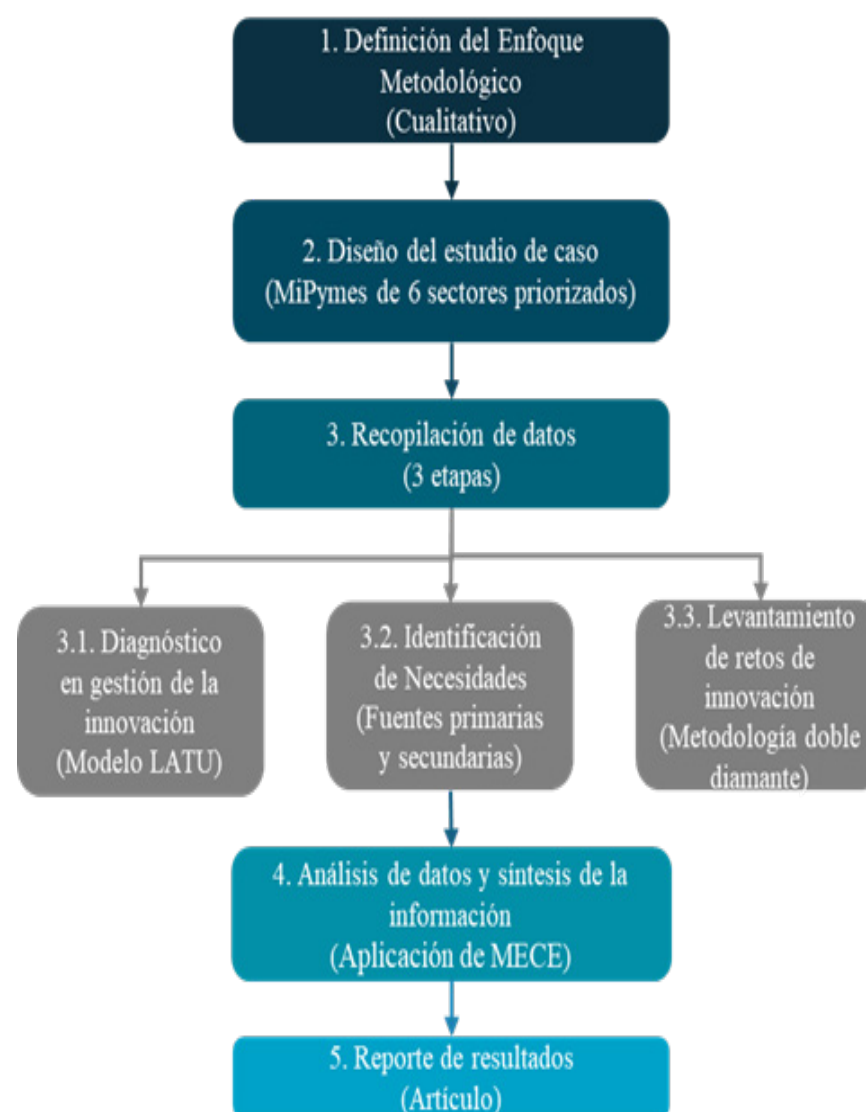 1. Definición del Enfoque
Metodológico
(Cualitativo)
2. Diseño del estudio de caso
(MiPymes de 6 sectores priorizados)
3. Recopilación de datos
(3 etapas)
3.1. Diagnóstico
en gestión de la
innovación
(Modelo LATU)
3.2. Identificación
de Necesidades
(Fuentes primarias
y secundarias)
3.3. Levantamiento
de retos de
innovación
(Metodología doble
diamante)
4. Análisis de datos y síntesis de la
información
(Aplicación de MECE)
5. Reporte de resultados
(Artículo)